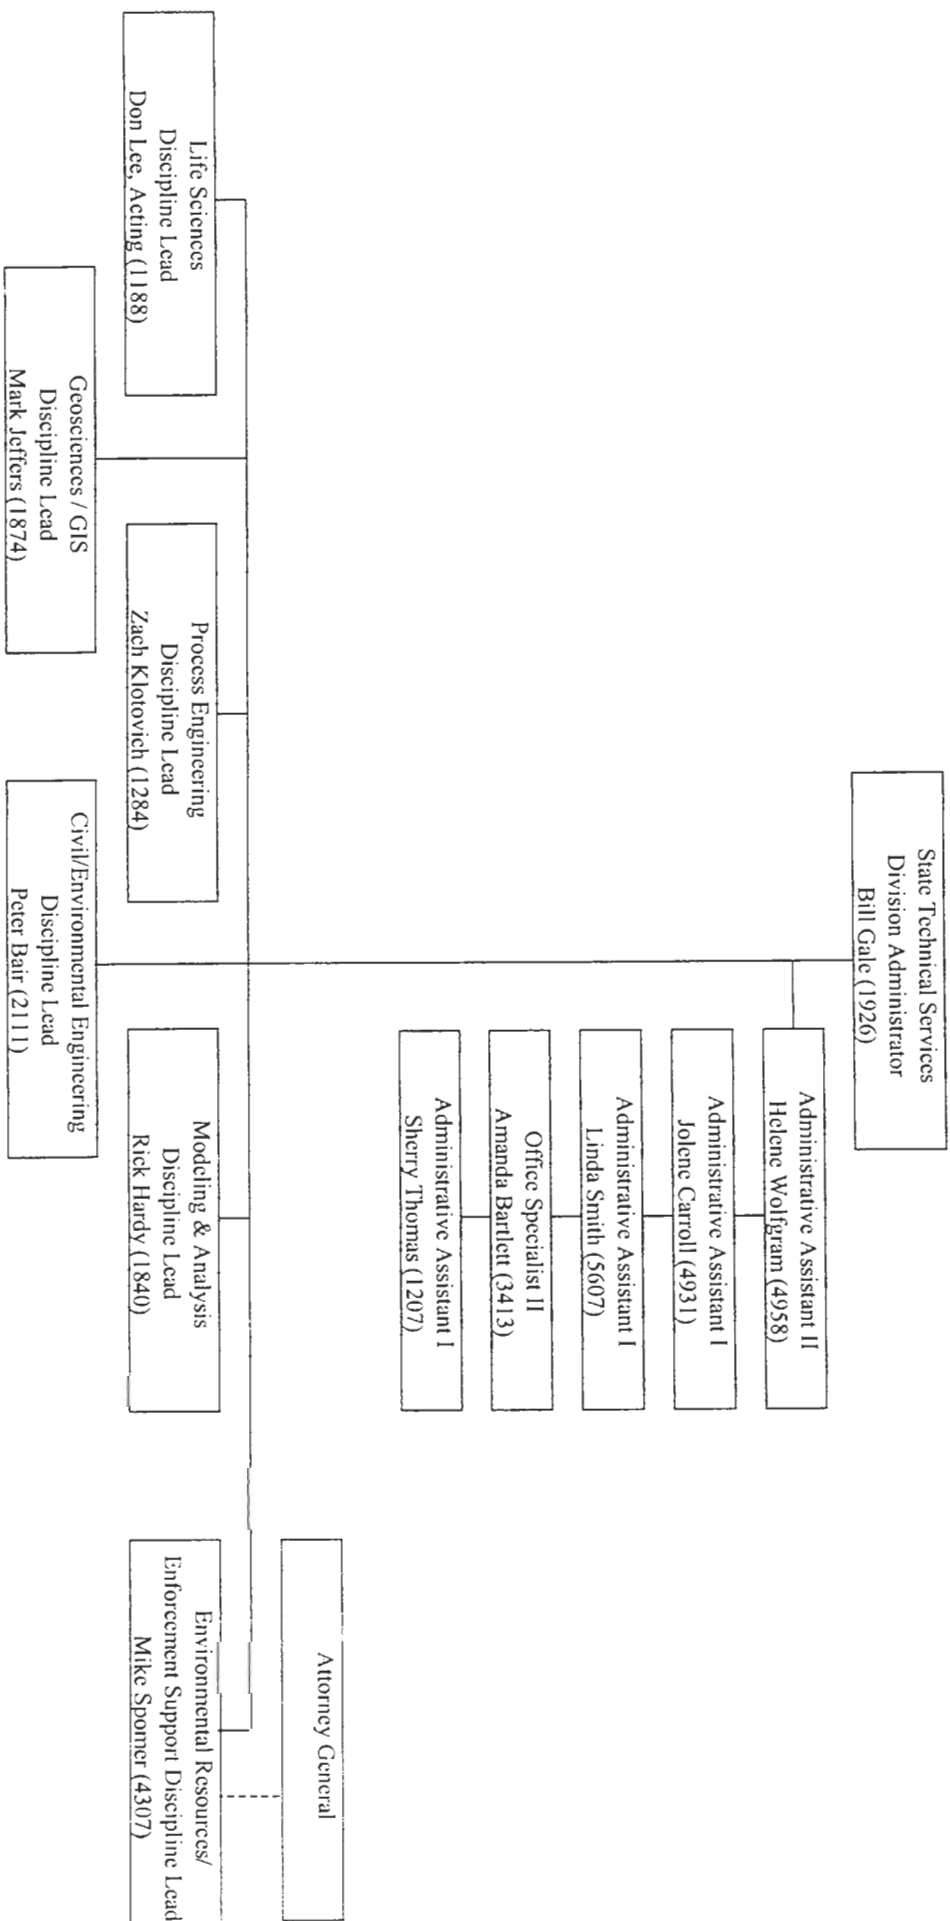 State Technical Services
Division Administrator
Bill Gale (1926)
Administrative Assistant II
Helene Wolfgram (4958)
Administrative Assistant I
Jolene Carroll (4931)
Administrative Assistant I
Linda Smith (5607)
Office Specialist II
Amanda Bartlett (3413)
Administrative Assistant I
Sherry Thomas (1207)
Attorney General
Life Sciences
Discipline Lead
Don Lee, Acting (1188)
Process Engineering
Discipline Lead
Zach Klotovich (1284)
Modeling & Analysis
Discipline Lead
Rick Hardy (1840)
Environmental Resources/
Enforcement Support Discipline Lead
Mike Spomer (4307)
Geosciences / GIS
Discipline Lead
Mark Jeffers (1874)
Civil/Environmental Engineering
Discipline Lead
Peter Bair (2111)